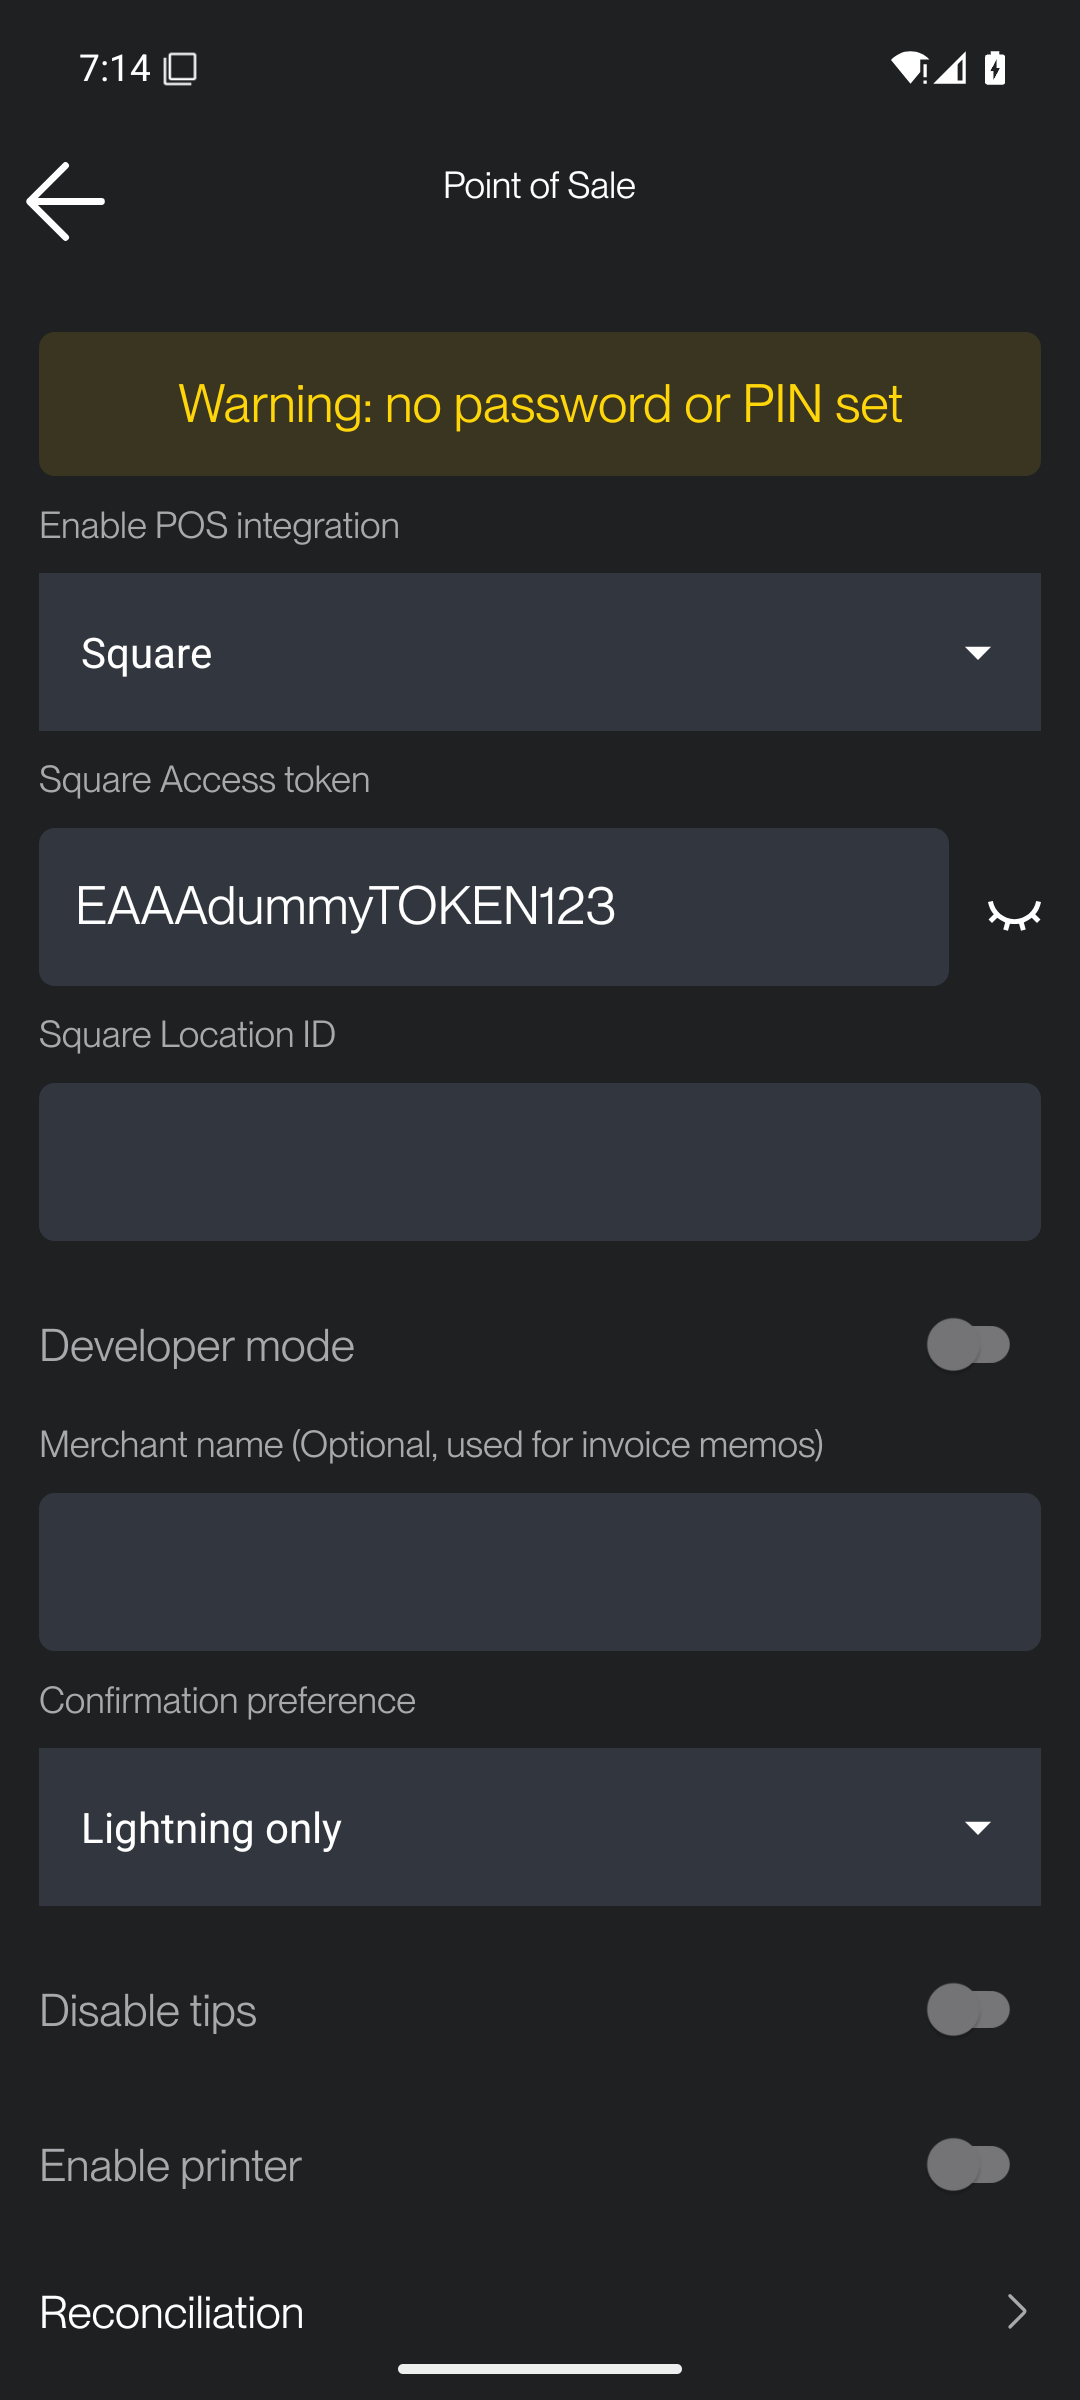 7:14
Point of Sale
Warning: no password or PIN set
Enable POS integration
Square
Square Access token
EAAAdummyTOKEN123
Square Location ID
Developer mode
Merchant name (Optional, used for invoice memos)
Confirmation preference
Lightning only
Disable tips
Enable printer
Reconciliation